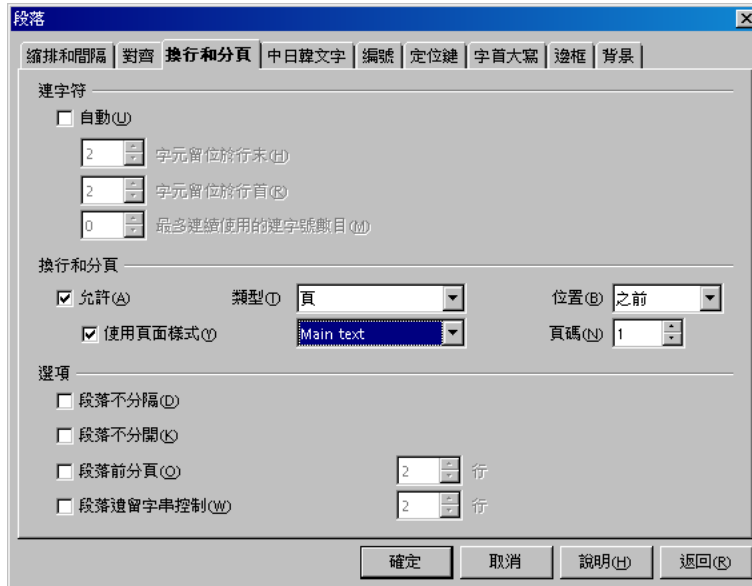 段落
縮排和間隔 對齊 換行和分頁 中日韓文字 編號 定位鍵 字首大寫 邊框 背景
連字符
自動(U)
2 字元留位於行末(H)
2 字元留位於行首(R)
0 最多連續使用的連字號數目(M)
換行和分頁
允許(A) 類型(T) 頁 位置(B) 之前
使用頁面樣式(Y) Main text 頁碼(N) 1
選項
段落不分隔(D)
段落不分開(K)
段落前分頁(O) 2 行
段落遺留字串控制(W) 2 行
確定 取消 說明(H) 返回(R)